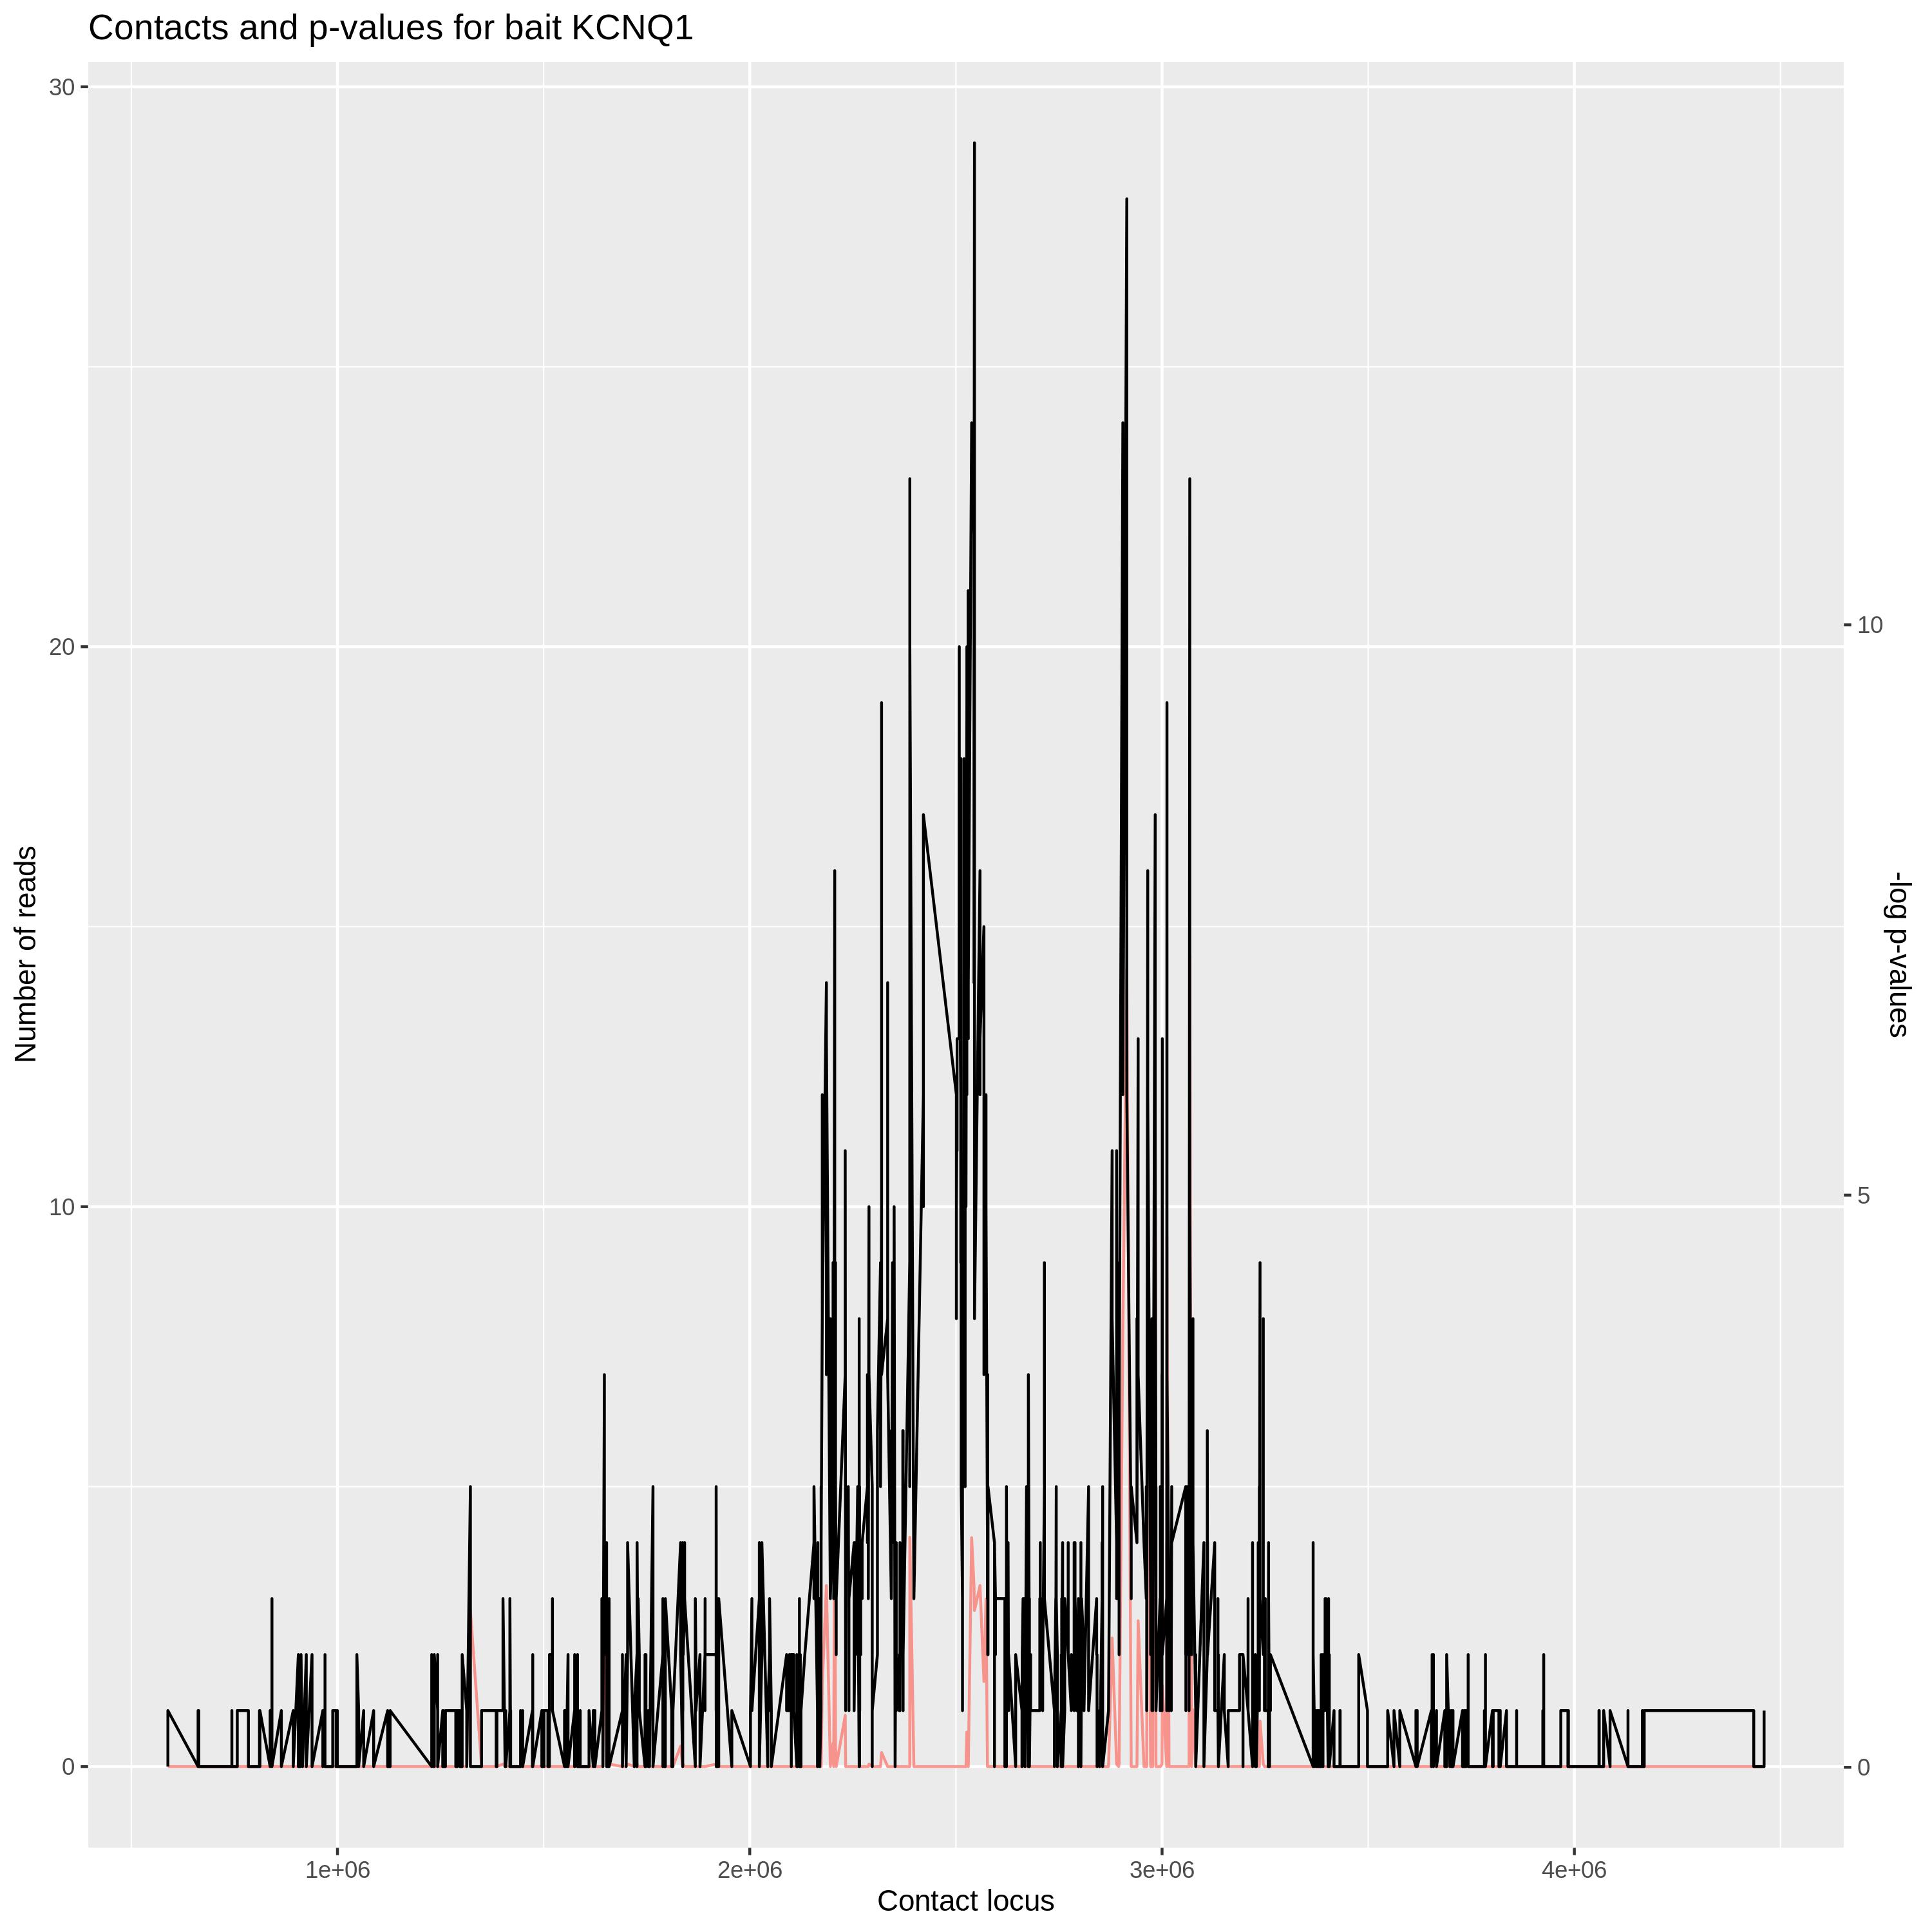 Contacts and p-values for bait KCNQ1
30
20
10
0
Number of reads
10
5
0
-log p-values
1e+06
2e+06
3e+06
4e+06
Contact locus